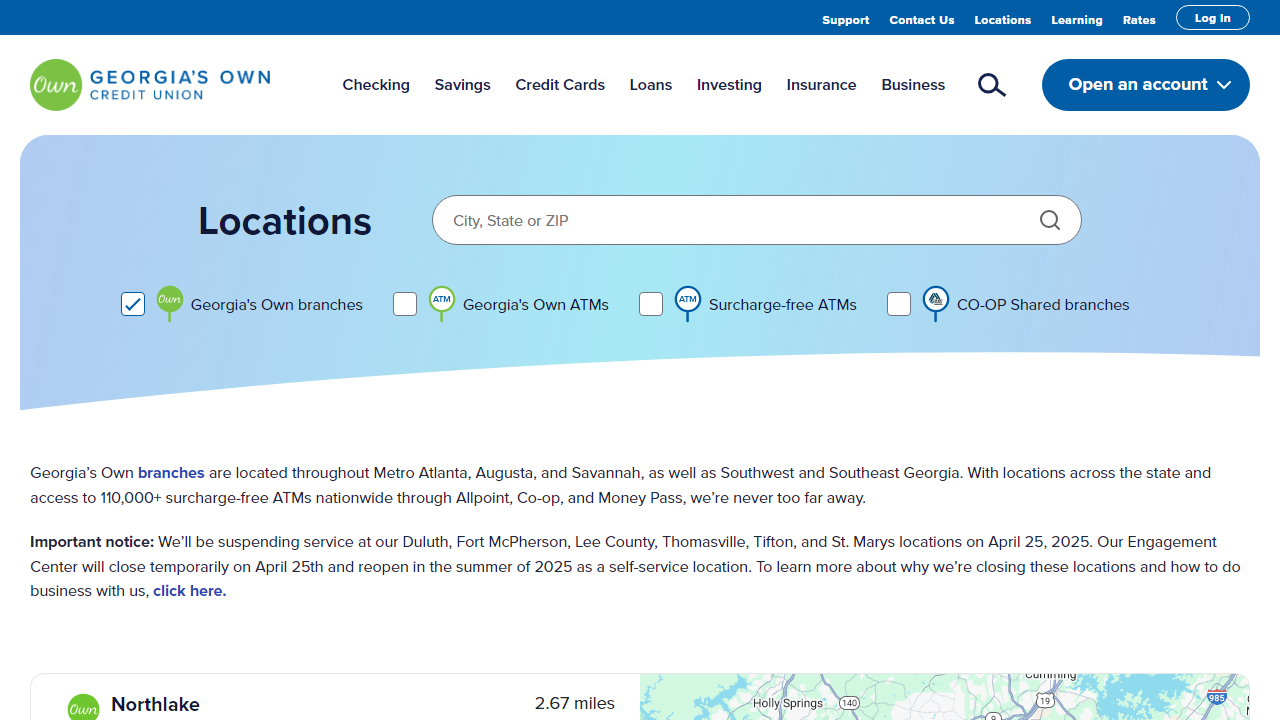 Support Contact Us Locations Learning Rates Log In
Own GEORGIA'S OWN CREDIT UNION
Checking Savings Credit Cards Loans Investing Insurance Business Open an account
Locations
City, State or ZIP
Own Georgia's Own branches ATM Georgia's Own ATMs ATM Surcharge-free ATMs CO-OP Shared branches
Georgia’s Own branches are located throughout Metro Atlanta, Augusta, and Savannah, as well as Southwest and Southeast Georgia. With locations across the state and
access to 110,000+ surcharge-free ATMs nationwide through Allpoint, Co-op, and Money Pass, we’re never too far away.
Important notice: We’ll be suspending service at our Duluth, Fort McPherson, Lee County, Thomasville, Tifton, and St. Marys locations on April 25, 2025. Our Engagement
Center will close temporarily on April 25th and reopen in the summer of 2025 as a self-service location. To learn more about why we’re closing these locations and how to do
business with us, click here.
Own Northlake 2.67 miles
Cumming
Holly Springs 140 19 985
9